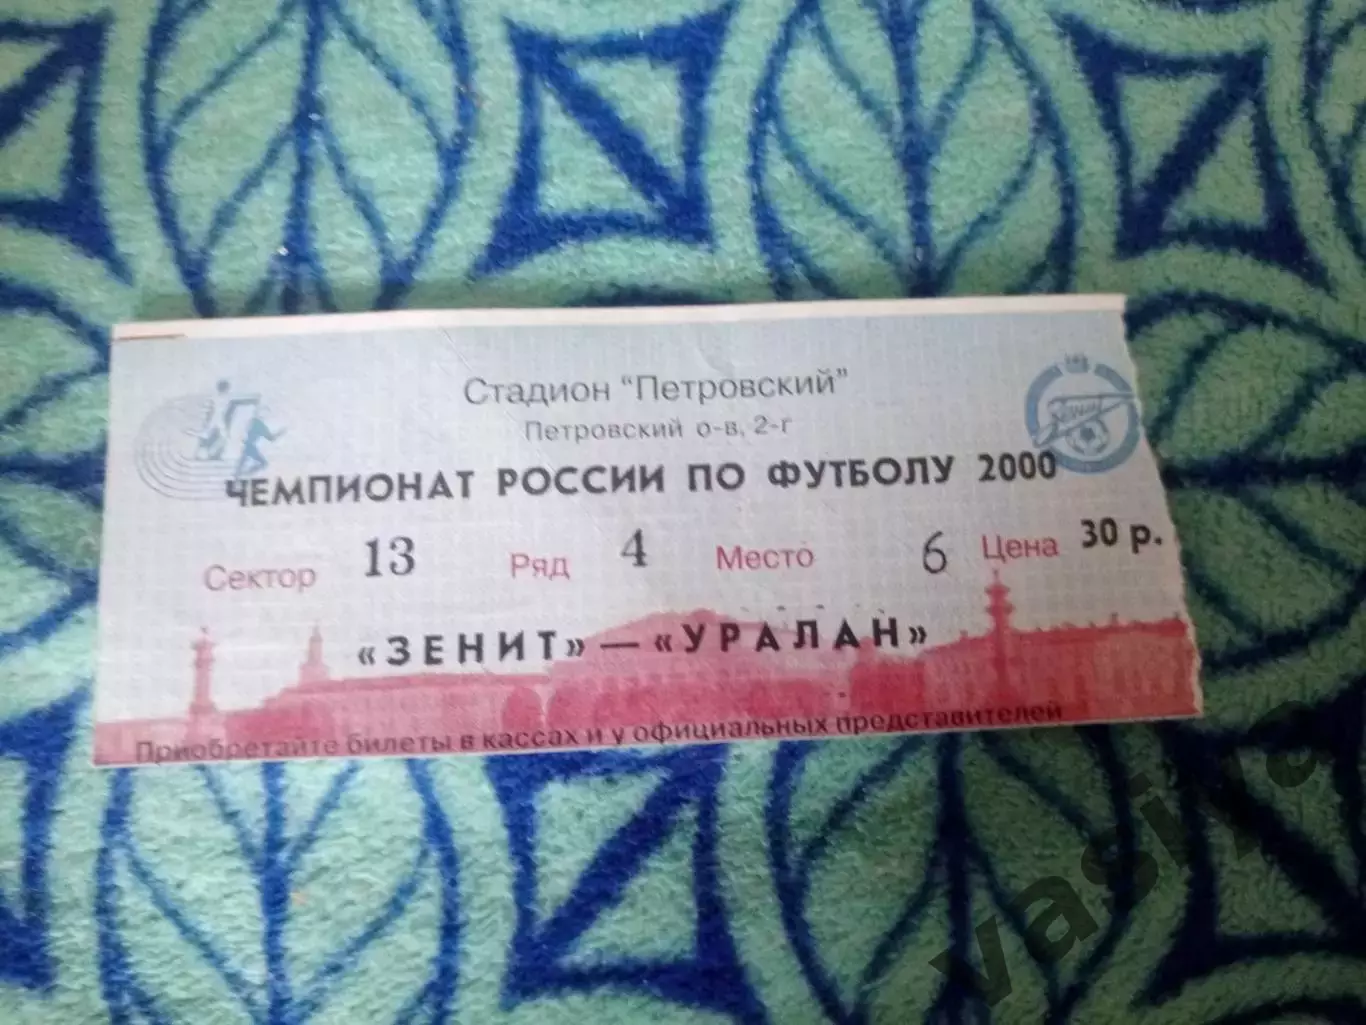 Стадион "Петровский"
Петровский о-в, 2-г
ЧЕМПИОНАТ РОССИИ ПО ФУТБОЛУ 2000
Сектор 13 Ряд 4 Место 6 Цена 30 р.
«ЗЕНИТ» — «УРАЛАН»
Приобретайте билеты в кассах и у официальных представителей
vasiya